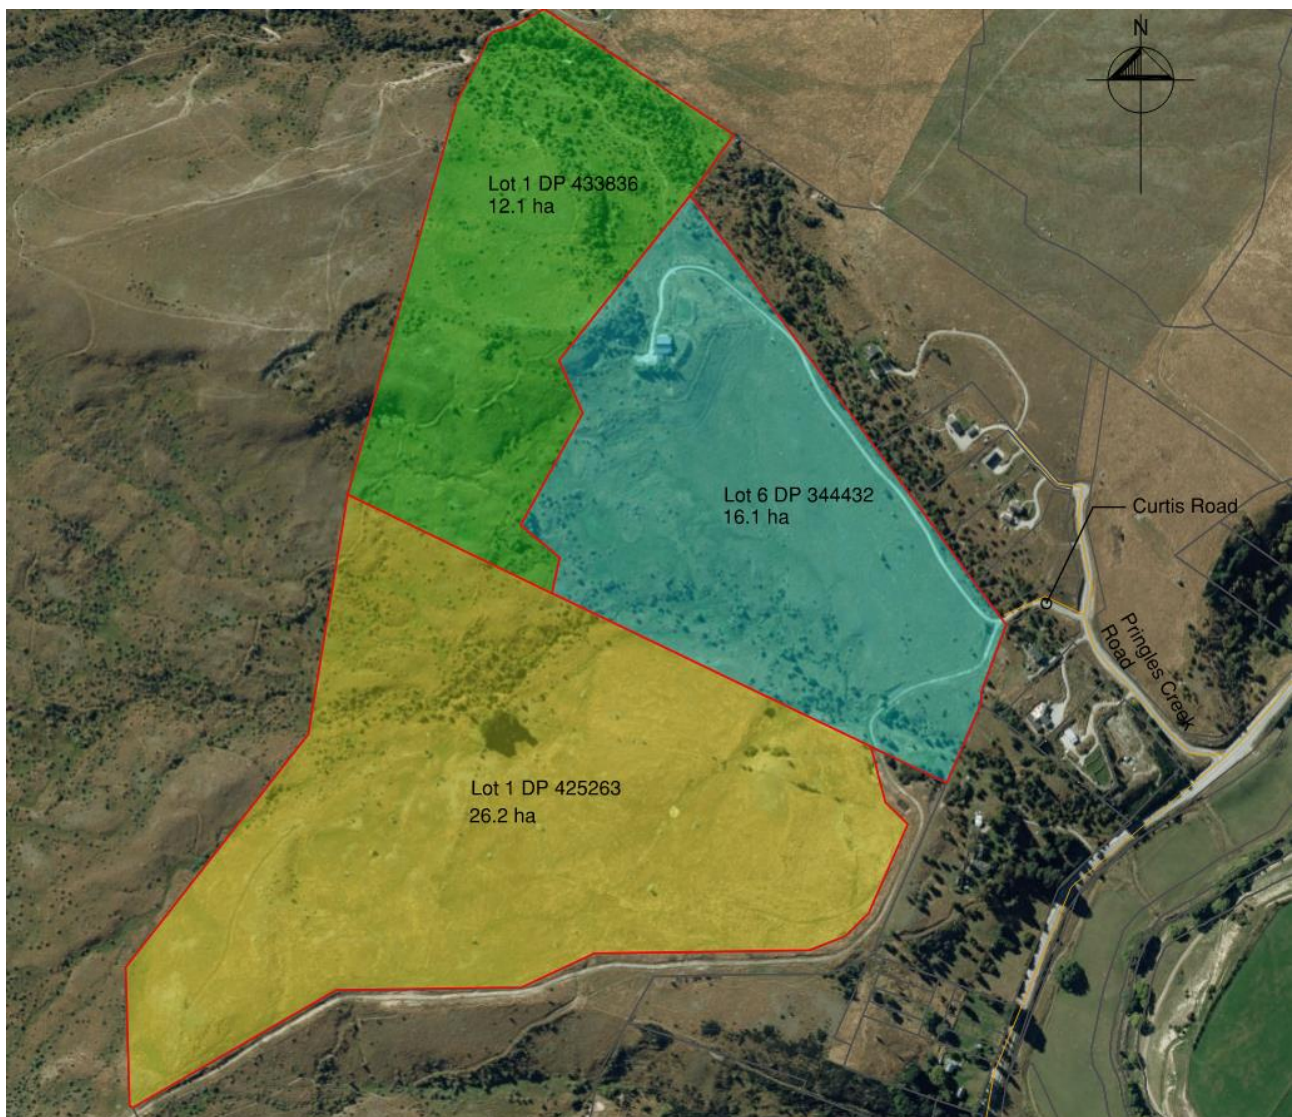 N
Lot 1 DP 433836
12.1 ha
Lot 6 DP 344432
16.1 ha
Curtis Road
Pringles Creek
Road
Lot 1 DP 425263
26.2 ha